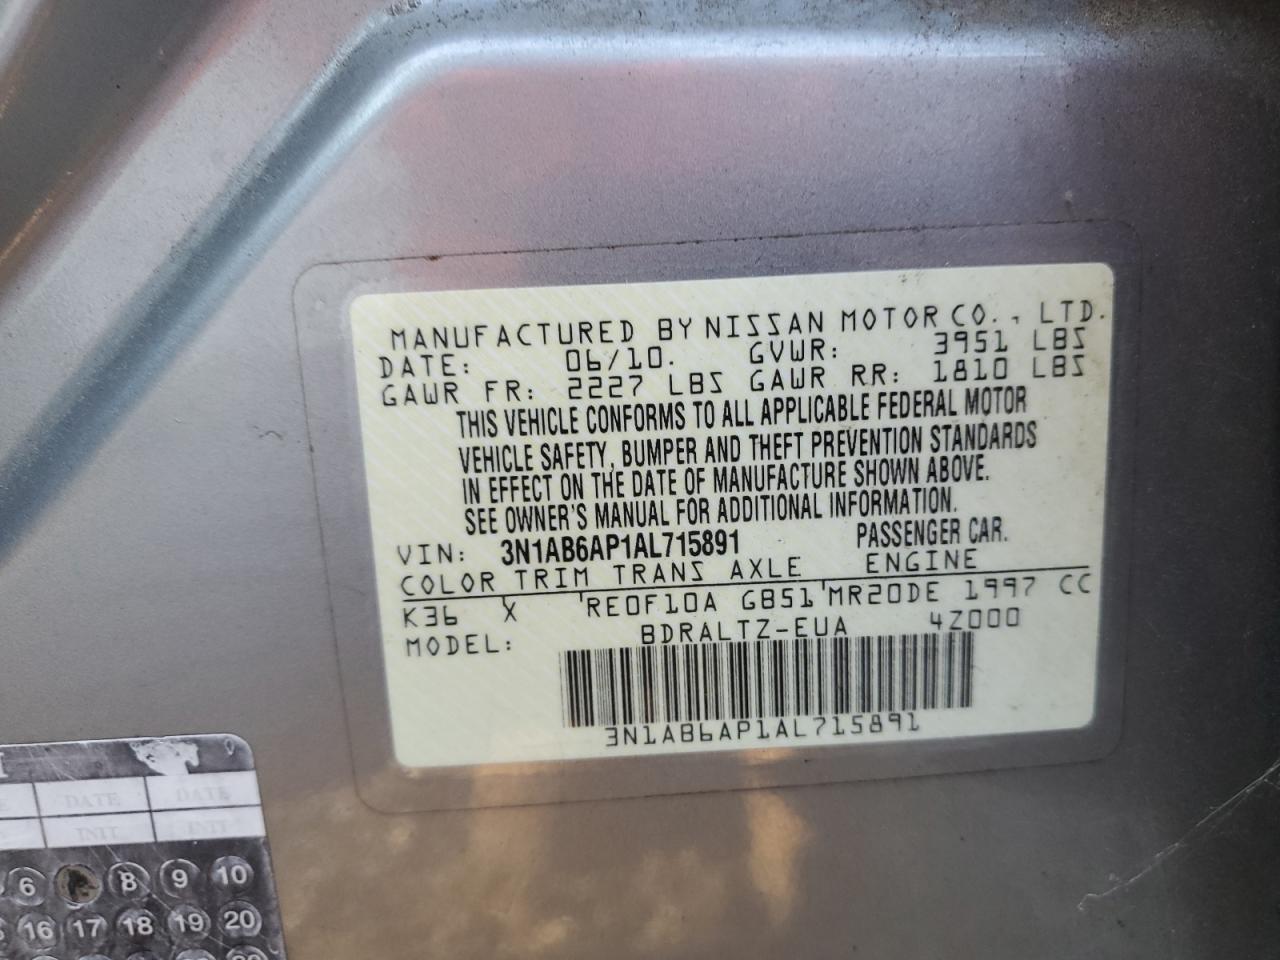 MANUFACTURED BY NISSAN MOTOR CO., LTD.
DATE: 06/10. GVWR: 3951 LBS
GAWR FR: 2227 LBS GAWR RR: 1810 LBS
THIS VEHICLE CONFORMS TO ALL APPLICABLE FEDERAL MOTOR
VEHICLE SAFETY, BUMPER AND THEFT PREVENTION STANDARDS
IN EFFECT ON THE DATE OF MANUFACTURE SHOWN ABOVE.
SEE OWNER'S MANUAL FOR ADDITIONAL INFORMATION.
VIN: 3N1AB6AP1AL715891 PASSENGER CAR.
COLOR TRIM TRANS AXLE ENGINE
K36 X RE0F10A GB51 MR20DE 1997 CC
MODEL: BDRALTZ-EUA 4Z000
3N1AB6AP1AL715891
DATE DATE
INIT. INIT
6 8 9 10
16 17 18 19 20